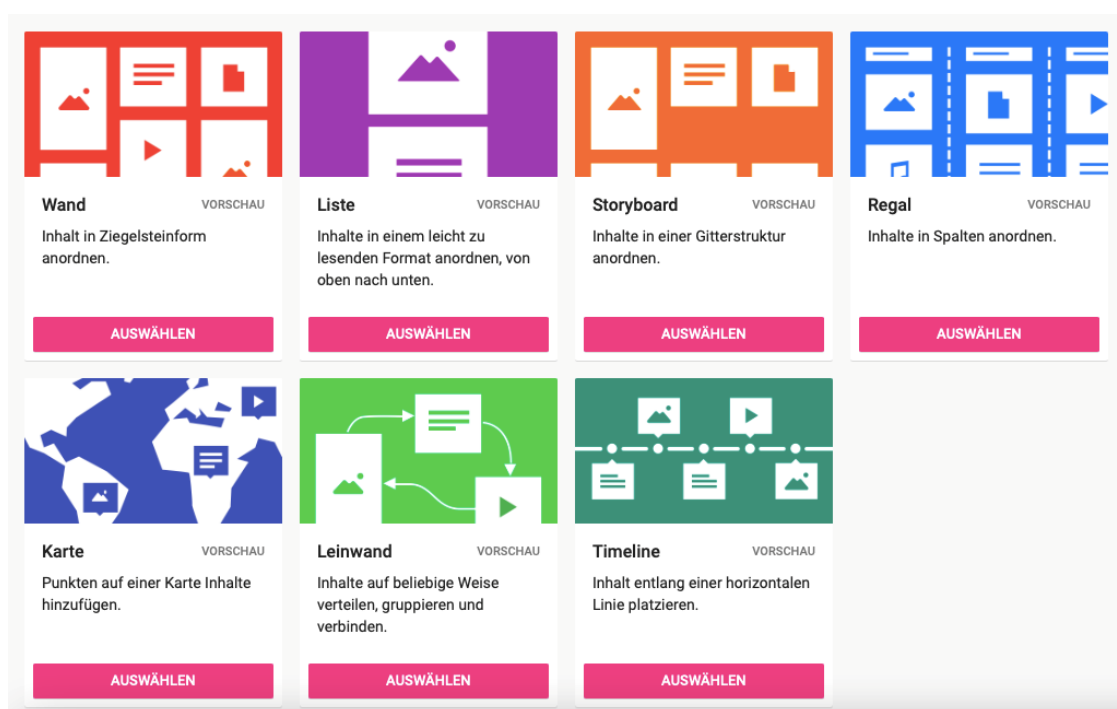 Wand VORSCHAU
Inhalt in Ziegelsteinform
anordnen.
AUSWÄHLEN
Liste VORSCHAU
Inhalte in einem leicht zu
lesenden Format anordnen, von
oben nach unten.
AUSWÄHLEN
Storyboard VORSCHAU
Inhalte in einer Gitterstruktur
anordnen.
AUSWÄHLEN
Regal VORSCHAU
Inhalte in Spalten anordnen.
AUSWÄHLEN
Karte VORSCHAU
Punkten auf einer Karte Inhalte
hinzufügen.
AUSWÄHLEN
Leinwand VORSCHAU
Inhalte auf beliebige Weise
verteilen, gruppieren und
verbinden.
AUSWÄHLEN
Timeline VORSCHAU
Inhalt entlang einer horizontalen
Linie platzieren.
AUSWÄHLEN